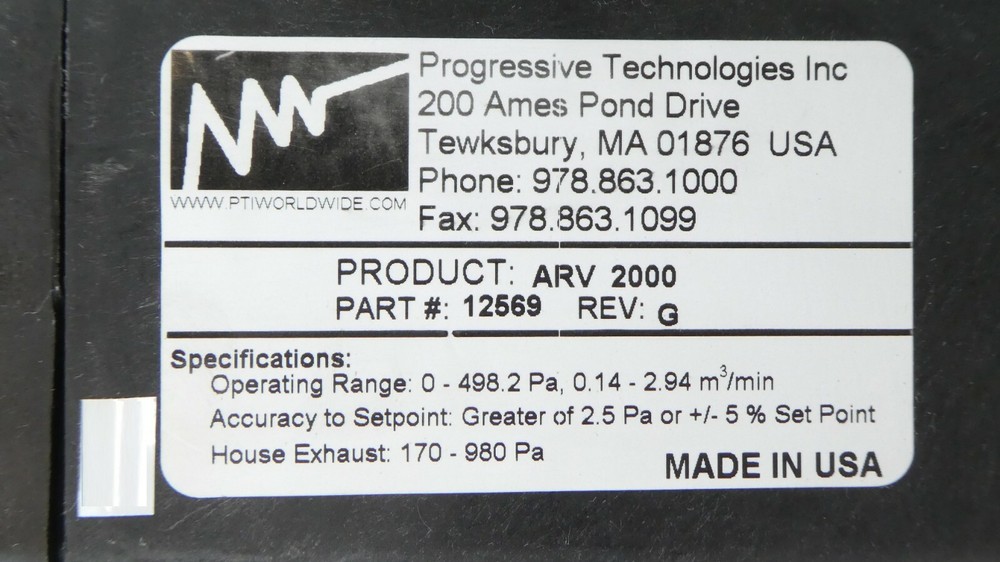 Progressive Technologies Inc
200 Ames Pond Drive
Tewksbury, MA 01876 USA
Phone: 978.863.1000
Fax: 978.863.1099
WWW.PTIWORLDWIDE.COM
PRODUCT: ARV 2000
PART #: 12569 REV: G
Specifications:
Operating Range: 0 - 498.2 Pa, 0.14 - 2.94 m³/min
Accuracy to Setpoint: Greater of 2.5 Pa or +/- 5 % Set Point
House Exhaust: 170 - 980 Pa
MADE IN USA